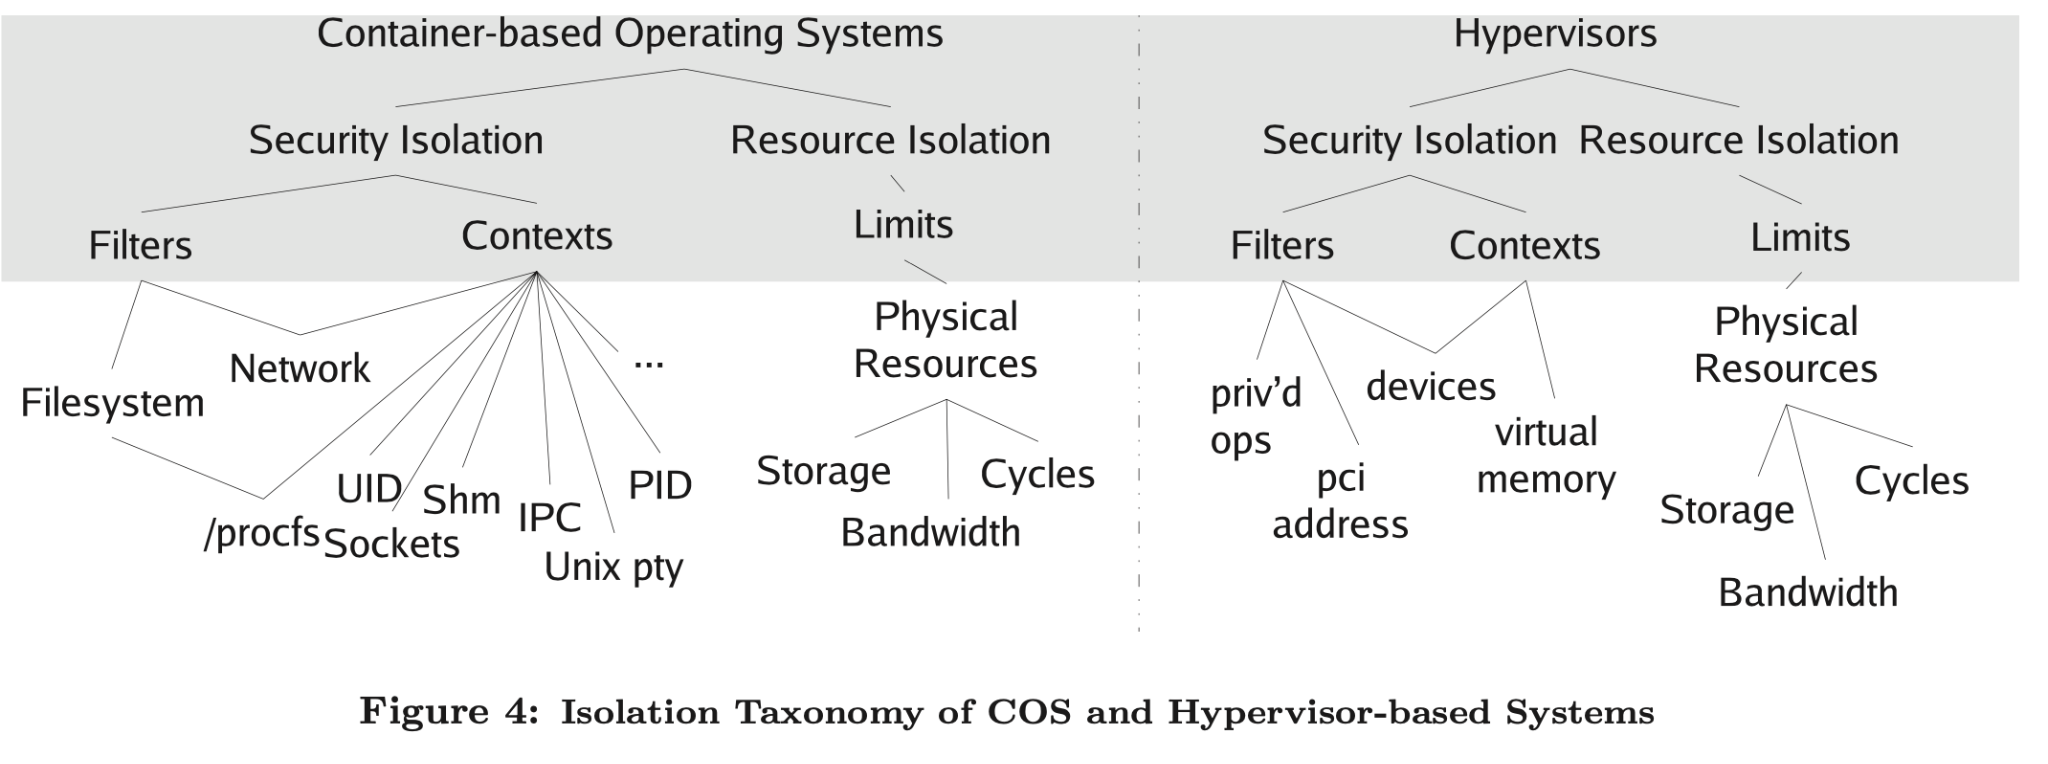 Container-based Operating Systems
Hypervisors
Security Isolation
Resource Isolation
Security Isolation
Resource Isolation
Filters
Contexts
Limits
Filters
Contexts
Limits
Filesystem
Network
/procfs
UID
Sockets
Shm
IPC
Unix pty
PID
...
Physical
Resources
Storage
Bandwidth
Cycles
priv'd
ops
pci
address
devices
virtual
memory
Physical
Resources
Storage
Bandwidth
Cycles
Figure 4: Isolation Taxonomy of COS and Hypervisor-based Systems